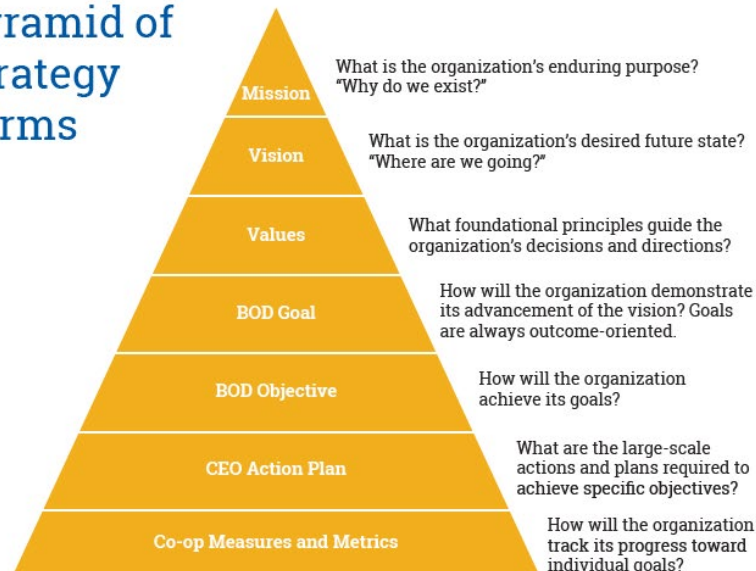 yramid of
rategy
rms
Mission
What is the organization's enduring purpose?
“Why do we exist?”
Vision
What is the organization's desired future state?
“Where are we going?”
Values
What foundational principles guide the
organization's decisions and directions?
BOD Goal
How will the organization demonstrate
its advancement of the vision? Goals
are always outcome-oriented.
BOD Objective
How will the organization
achieve its goals?
CEO Action Plan
What are the large-scale
actions and plans required to
achieve specific objectives?
Co-op Measures and Metrics
How will the organization
track its progress toward
individual goals?